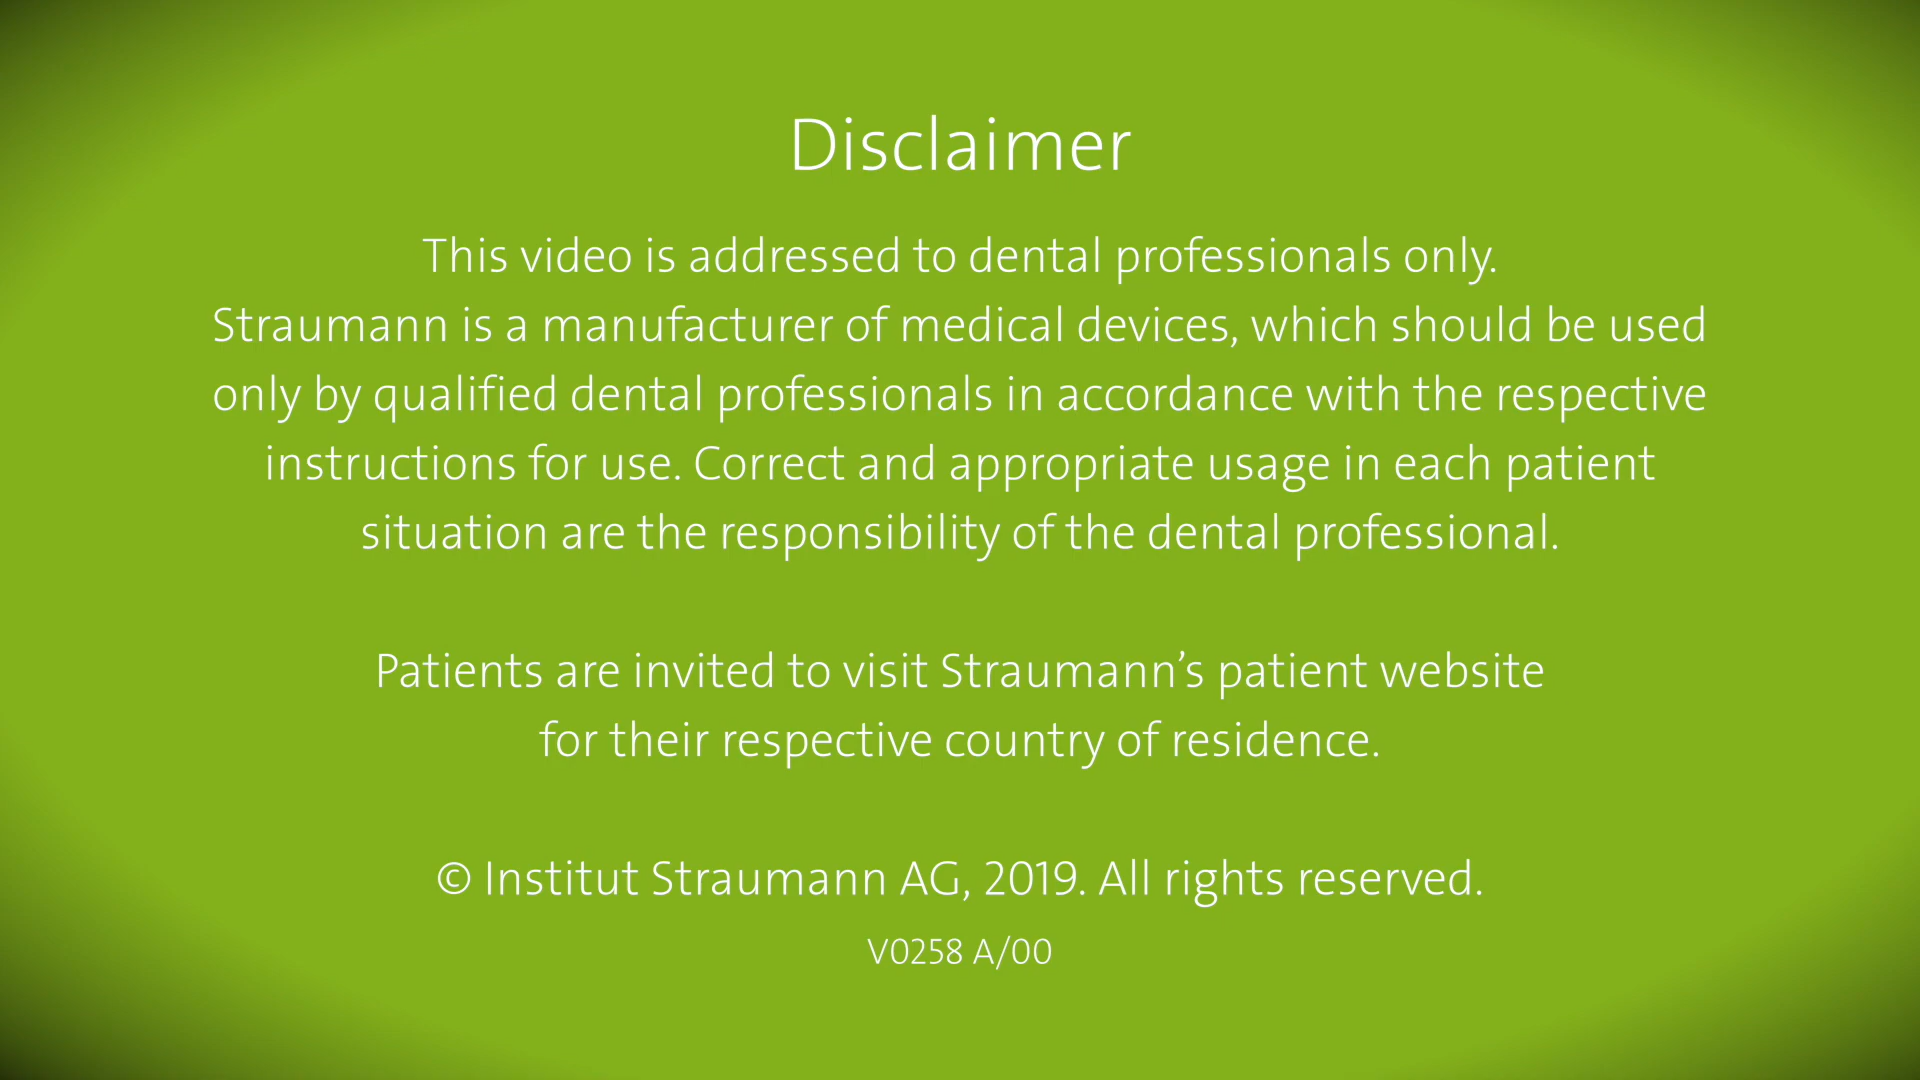 Disclaimer
This video is addressed to dental professionals only.
Straumann is a manufacturer of medical devices, which should be used
only by qualified dental professionals in accordance with the respective
instructions for use. Correct and appropriate usage in each patient
situation are the responsibility of the dental professional.
Patients are invited to visit Straumann’s patient website
for their respective country of residence.
© Institut Straumann AG, 2019. All rights reserved.
V0258 A/00